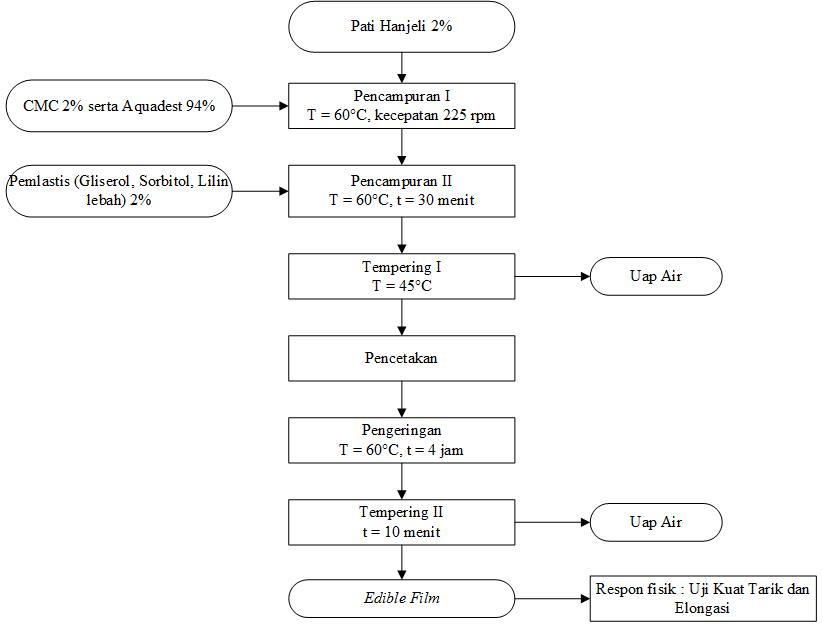 Pati Hanjeli 2%
CMC 2% serta Aquadest 94%
Pencampuran I
T = 60°C, kecepatan 225 rpm
Pemlastis (Gliserol, Sorbitol, Lilin
lebah) 2%
Pencampuran II
T = 60°C, t = 30 menit
Tempering I
T = 45°C
Uap Air
Pencetakan
Pengeringan
T = 60°C, t = 4 jam
Tempering II
t = 10 menit
Uap Air
Edible Film
Respon fisik : Uji Kuat Tarik dan
Elongasi